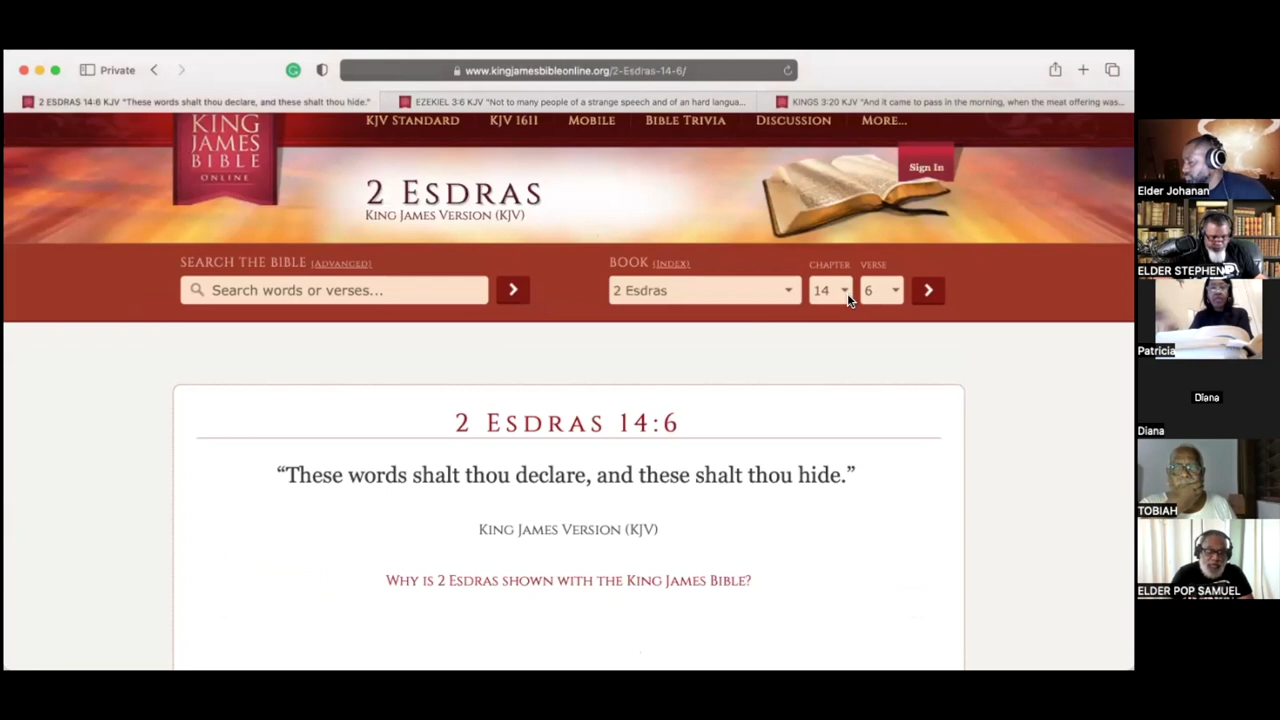 Private
www.kingjamesbibleonline.org/2-Esdras-14-6/
2 ESDRAS 14:6 KJV "These words shalt thou declare, and these shalt thou hide."
EZEKIEL 3:6 KJV "Not to many people of a strange speech and of an hard langua...
KINGS 3:20 KJV "And it came to pass in the morning, when the meat offering was...
KING
JAMES
BIBLE
ONLINE
KJV STANDARD
KJV 1611
MOBILE
BIBLE TRIVIA
DISCUSSION
MORE...
Sign In
2 ESDRAS
KING JAMES VERSION (KJV)
SEARCH THE BIBLE (ADVANCED)
Search words or verses...
BOOK (INDEX)
2 Esdras
CHAPTER
14
VERSE
6
2 ESDRAS 14:6
“These words shalt thou declare, and these shalt thou hide.”
KING JAMES VERSION (KJV)
WHY IS 2 ESDRAS SHOWN WITH THE KING JAMES BIBLE?
Elder Johanan
ELDER STEPHEN
Patricia
Diana
Diana
TOBIAH
ELDER POP SAMUEL